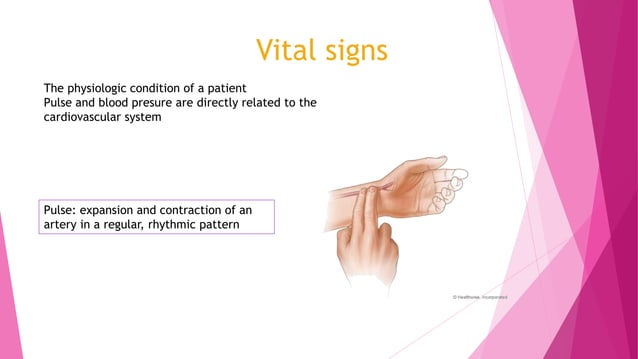 Vital signs
The physiologic condition of a patient
Pulse and blood presure are directly related to the
cardiovascular system
Pulse: expansion and contraction of an
artery in a regular, rhythmic pattern
© Healthwise, Incorporated